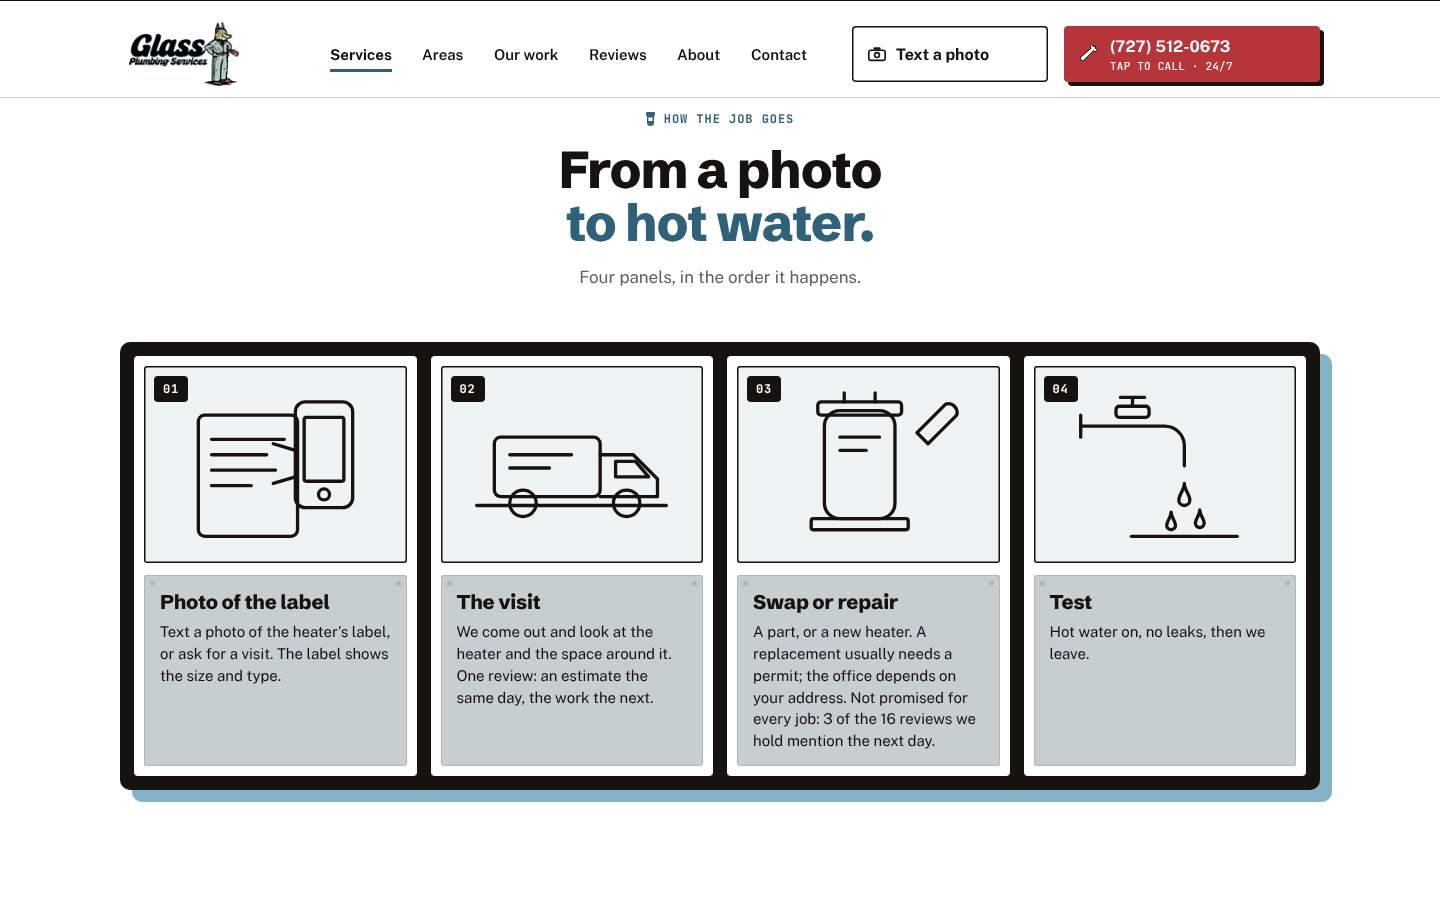 Glass
Plumbing Services
Services
Areas
Our work
Reviews
About
Contact
Text a photo
(727) 512-0673
TAP TO CALL · 24/7
HOW THE JOB GOES
From a photo
to hot water.
Four panels, in the order it happens.
01
Photo of the label
Text a photo of the heater’s label,
or ask for a visit. The label shows
the size and type.
02
The visit
We come out and look at the
heater and the space around it.
One review: an estimate the
same day, the work the next.
03
Swap or repair
A part, or a new heater. A
replacement usually needs a
permit; the office depends on
your address. Not promised for
every job: 3 of the 16 reviews we
hold mention the next day.
04
Test
Hot water on, no leaks, then we
leave.